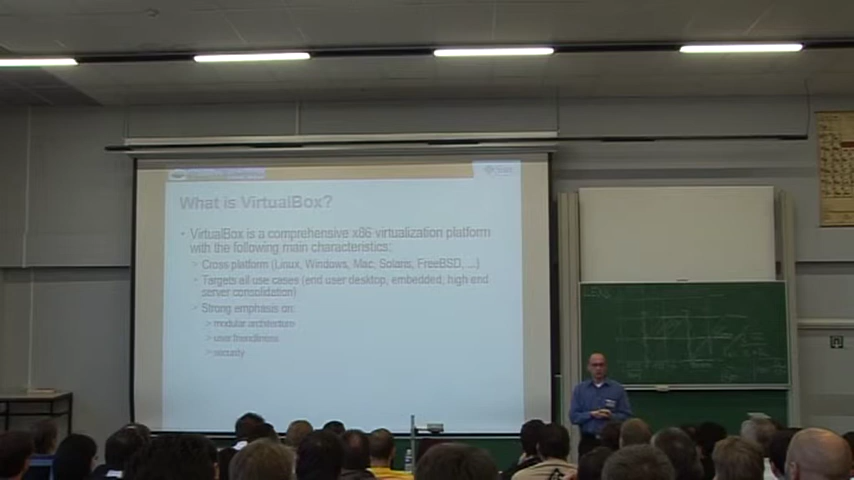 What is VirtualBox?
• VirtualBox is a comprehensive x86 virtualization platform
with the following main characteristics:
> Cross platform (Linux, Windows, Mac, Solaris, FreeBSD, ...)
> Targets all use cases (end user desktop, embedded, high end
server consolidation)
> Strong emphasis on:
> modular architecture
> user friendliness
> security